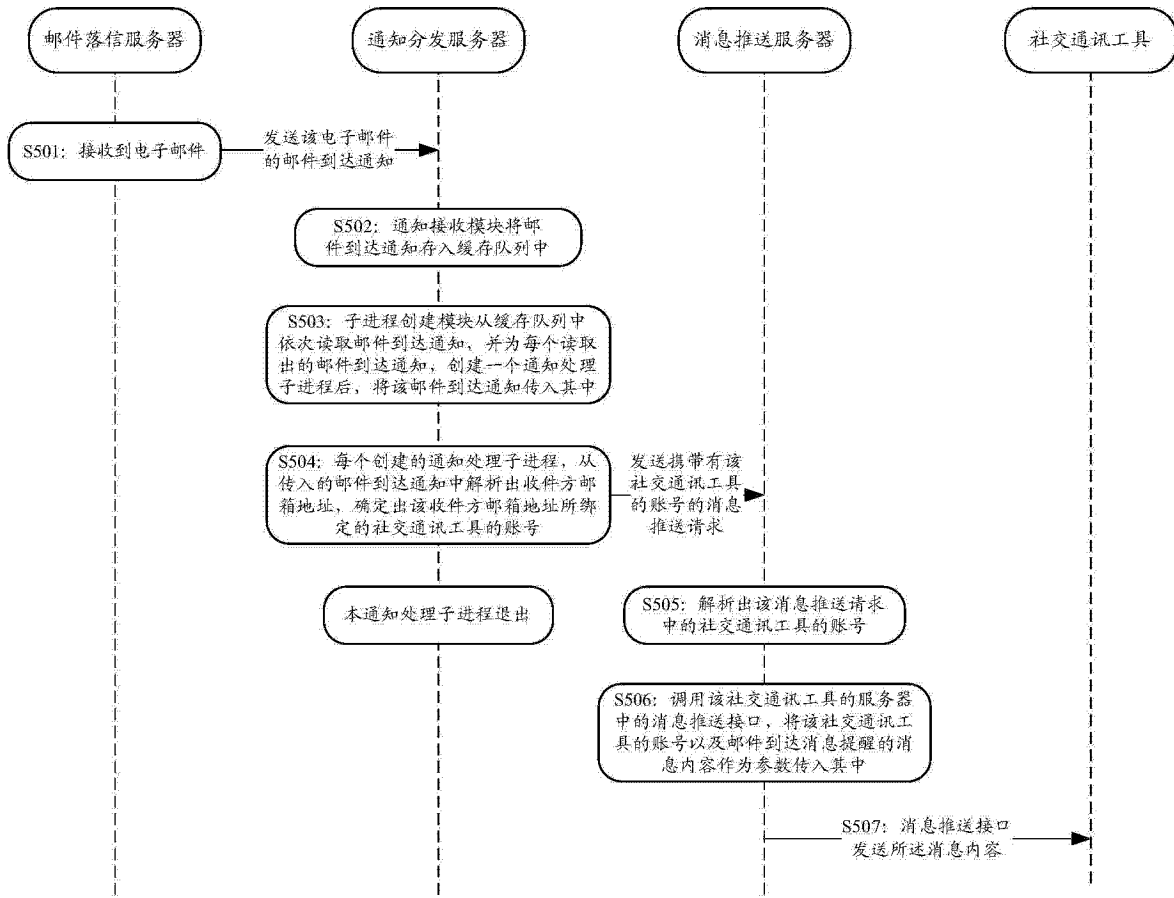 邮件落信服务器
通知分发服务器
消息推送服务器
社交通讯工具
S501：接收到电子邮件
发送该电子邮件
的邮件到达通知
S502：通知接收模块将邮
件到达通知存入缓存队列中
S503：子进程创建模块从缓存队列中
依次读取邮件到达通知，并为每个读取
出的邮件到达通知，创建一个通知处理
子进程后，将该邮件到达通知传入其中
S504：每个创建的通知处理子进程，从
传入的邮件到达通知中解析出收件方邮
箱地址，确定出该收件方邮箱地址所绑
定的社交通讯工具的账号
发送携带有该
社交通讯工具
的账号的消息
推送请求
本通知处理子进程退出
S505：解析出该消息推送请求
中的社交通讯工具的账号
S506：调用该社交通讯工具的服务器
中的消息推送接口，将该社交通讯工
具的账号以及邮件到达消息提醒的消
息内容作为参数传入其中
S507：消息推送接口
发送所述消息内容